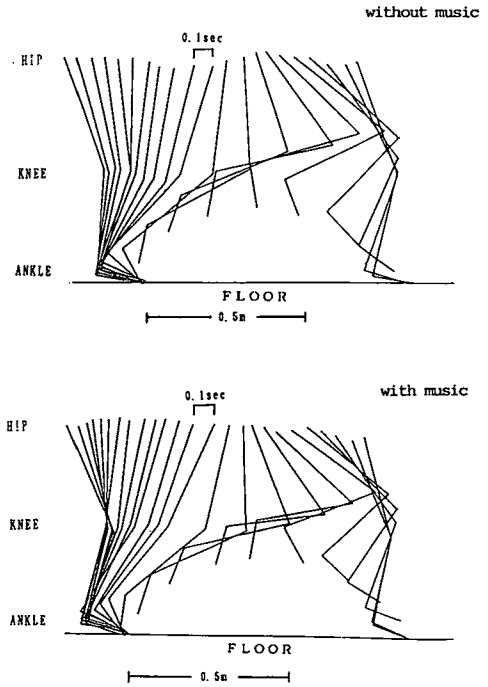 without music
0.1sec
HIP
KNEE
ANKLE
FLOOR
0.5m
with music
0.1sec
HIP
KNEE
ANKLE
FLOOR
0.5m